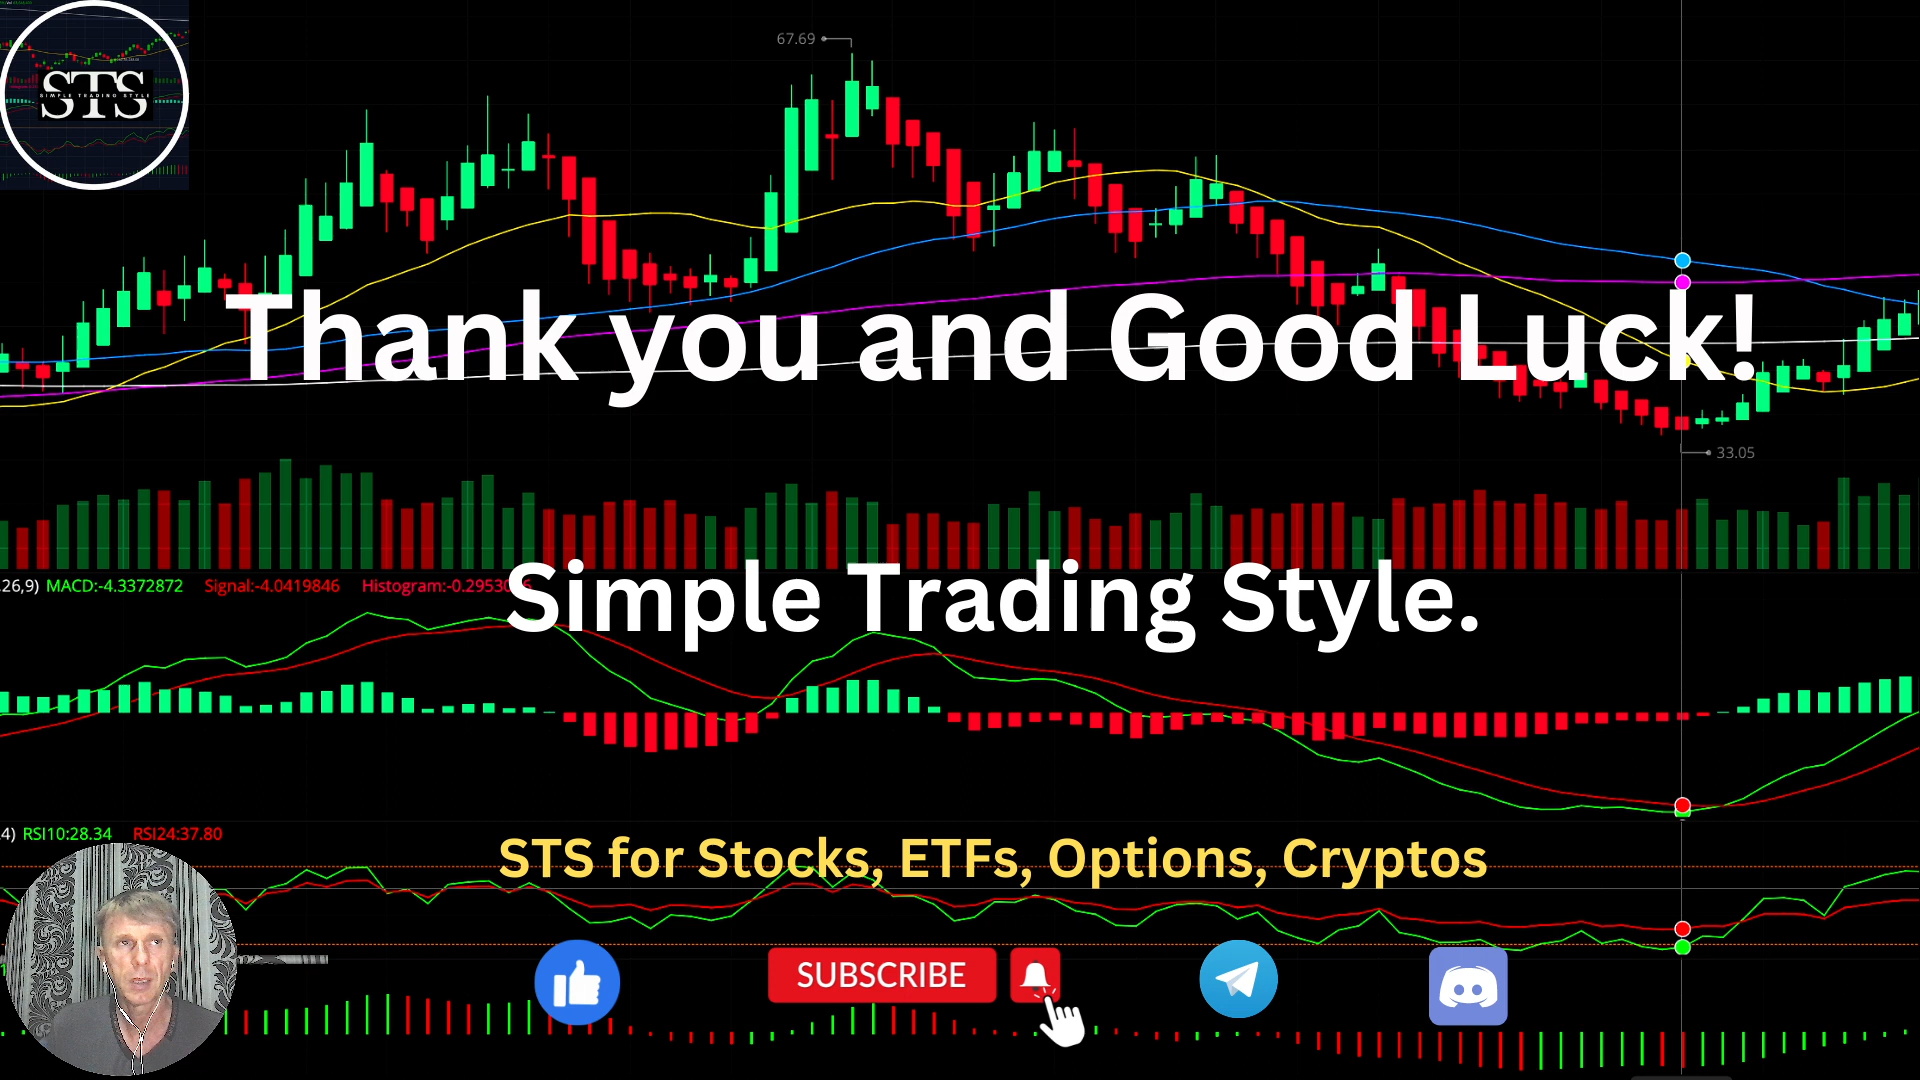 STS
SIMPLE TRADING STYLE
67.69
Thank you and Good Luck!
33.05
,26,9) MACD:-4.3372872 Signal:-4.0419846 Histogram:-0.2953
Simple Trading Style.
4) RSI10:28.34 RSI24:37.80
STS for Stocks, ETFs, Options, Cryptos
SUBSCRIBE